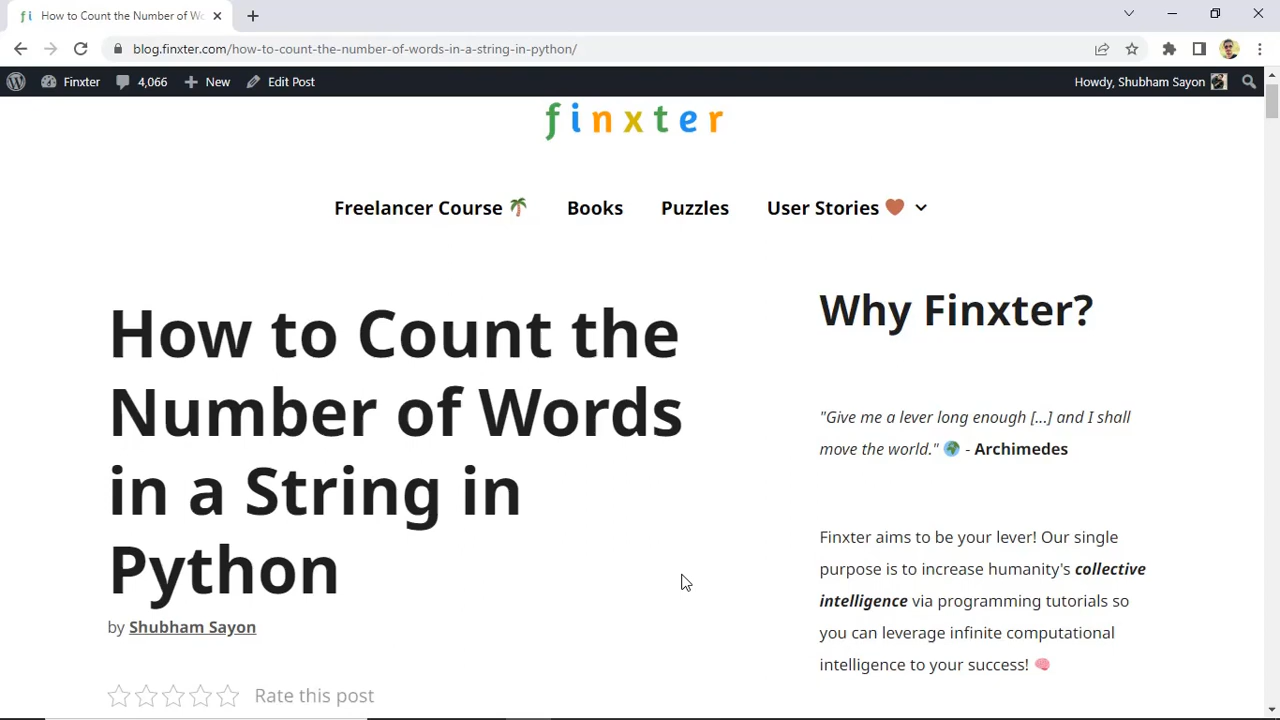 How to Count the Number of Wo
blog.finxter.com/how-to-count-the-number-of-words-in-a-string-in-python/
Finxter 4,066 New Edit Post Howdy, Shubham Sayon
finxter
Freelancer Course Books Puzzles User Stories
How to Count the
Number of Words
in a String in
Python
by Shubham Sayon
Rate this post
Why Finxter?
"Give me a lever long enough [...] and I shall
move the world." - Archimedes
Finxter aims to be your lever! Our single
purpose is to increase humanity's collective
intelligence via programming tutorials so
you can leverage infinite computational
intelligence to your success!